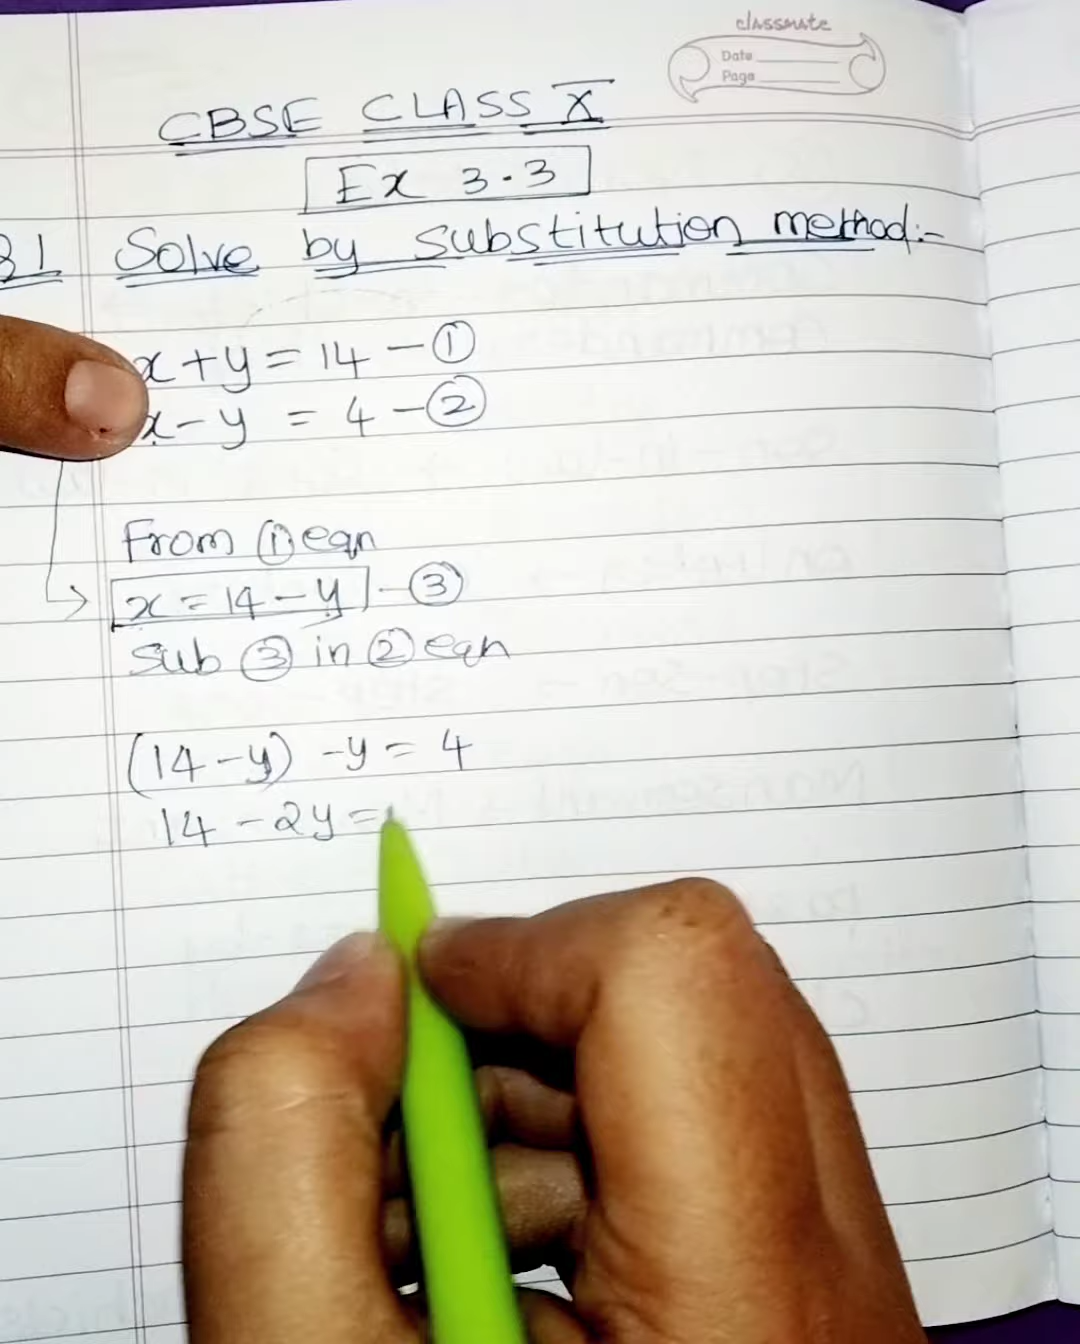 classmate
Date
Page
CBSE CLASS X
Ex 3.3
Solve by substitution method:-
x+y = 14 - ①
x-y = 4 - ②
From ① eqn
x = 14 - y - ③
Sub ③ in ② eqn
(14-y) -y = 4
14 - 2y =